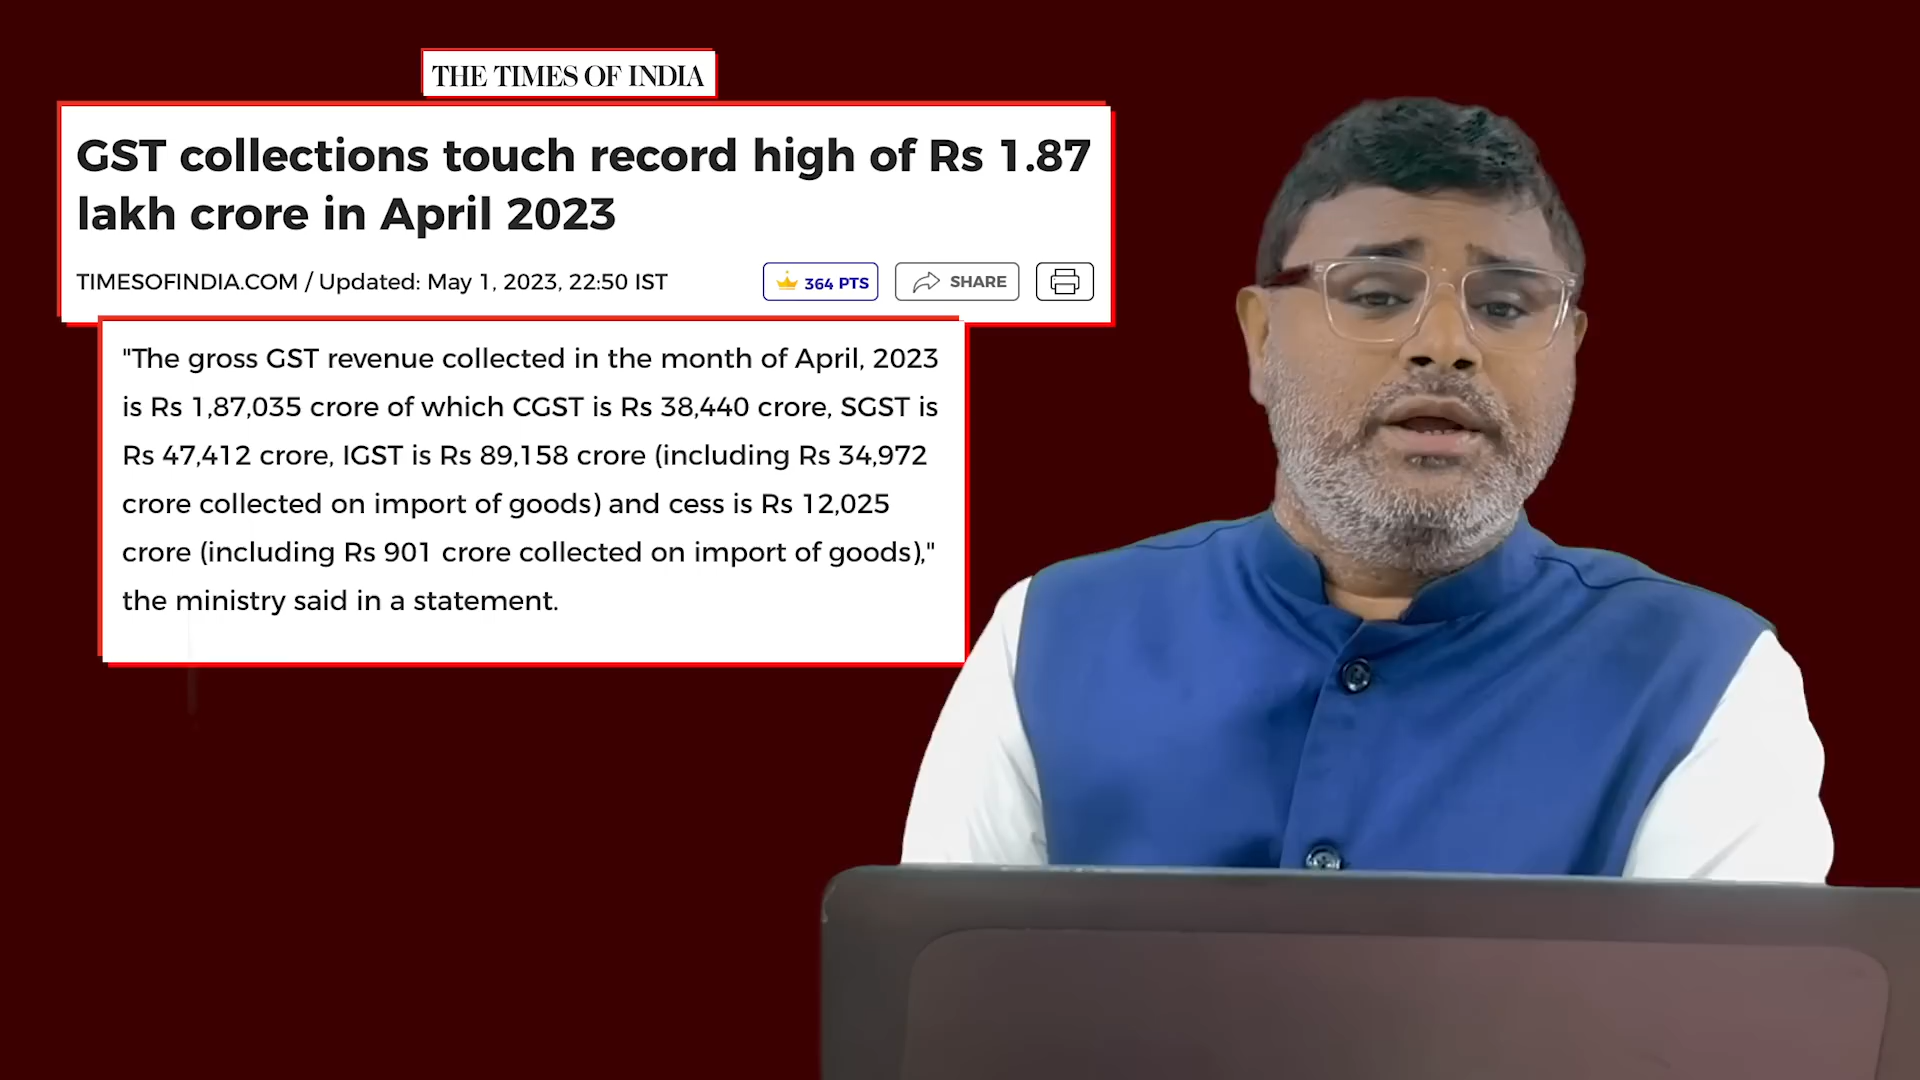 THE TIMES OF INDIA
GST collections touch record high of Rs 1.87
lakh crore in April 2023
TIMESOFINDIA.COM / Updated: May 1, 2023, 22:50 IST
364 PTS
SHARE
"The gross GST revenue collected in the month of April, 2023
is Rs 1,87,035 crore of which CGST is Rs 38,440 crore, SGST is
Rs 47,412 crore, IGST is Rs 89,158 crore (including Rs 34,972
crore collected on import of goods) and cess is Rs 12,025
crore (including Rs 901 crore collected on import of goods),"
the ministry said in a statement.